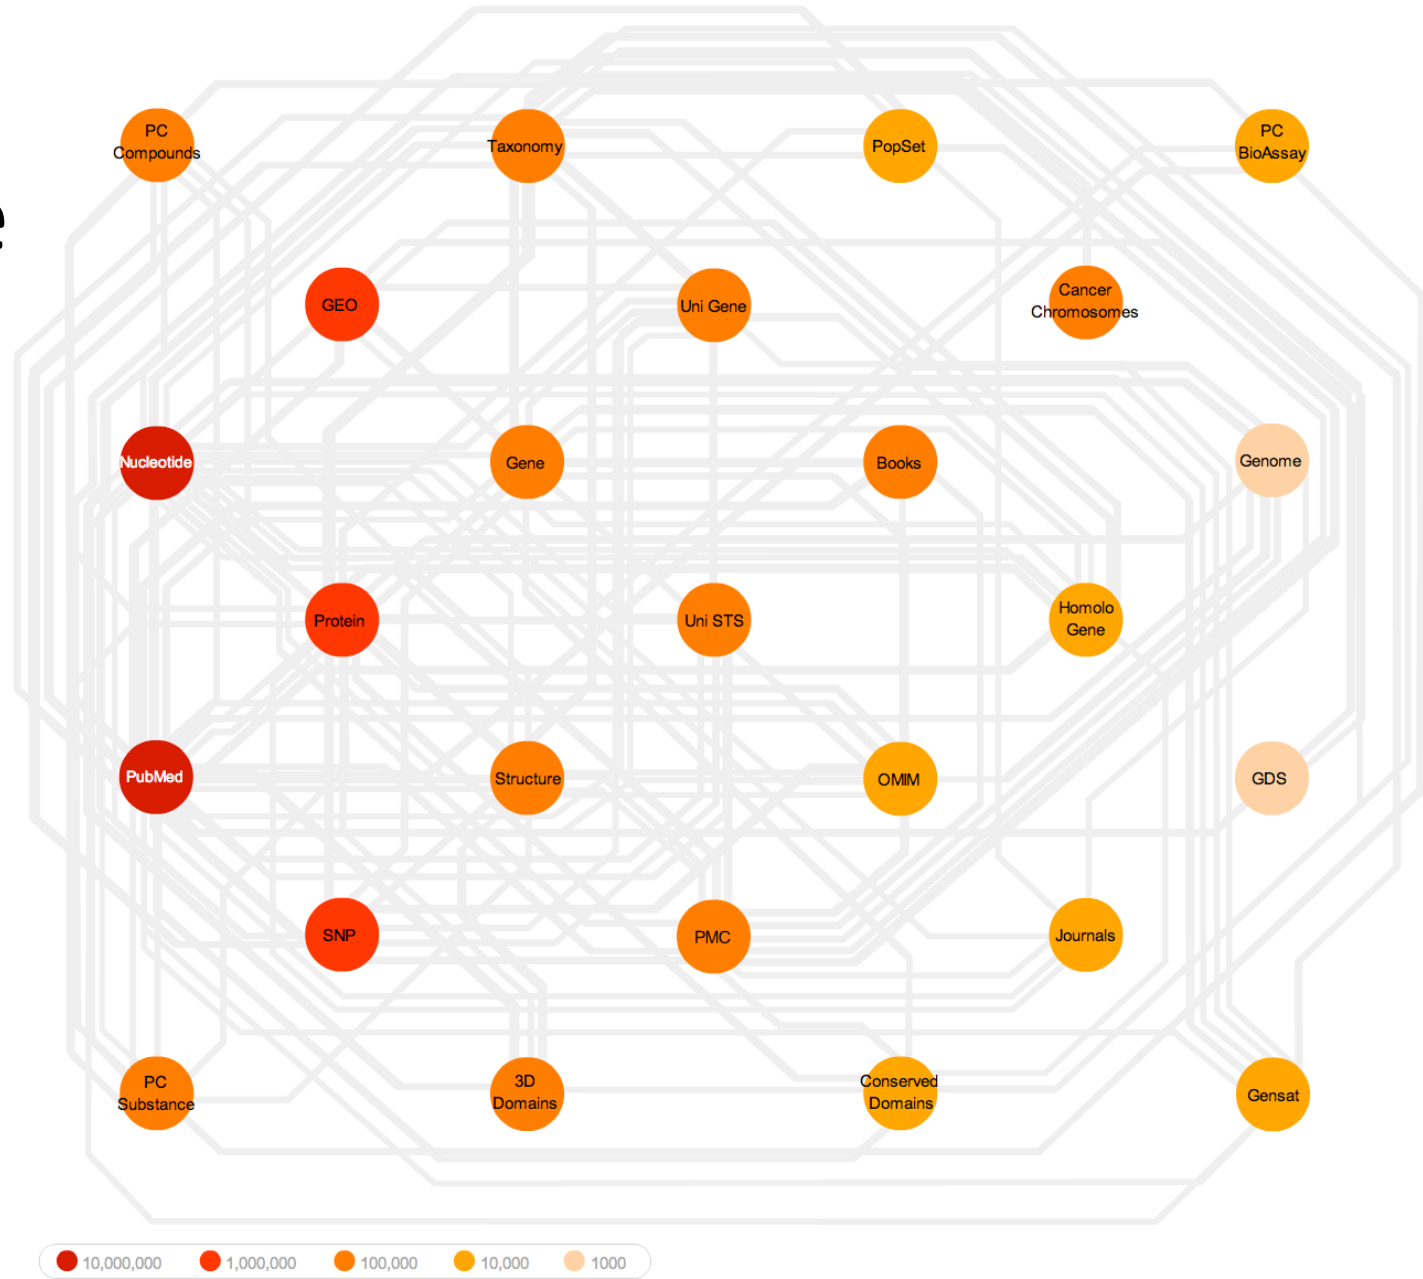 PC
Compounds
Taxonomy
PopSet
PC
BioAssay
e
GEO
Uni Gene
Cancer
Chromosomes
Nucleotide
Gene
Books
Genome
Protein
Uni STS
Homolo
Gene
PubMed
Structure
OMIM
GDS
SNP
PMC
Journals
PC
Substance
3D
Domains
Conserved
Domains
Gensat
10,000,000
1,000,000
100,000
10,000
1000